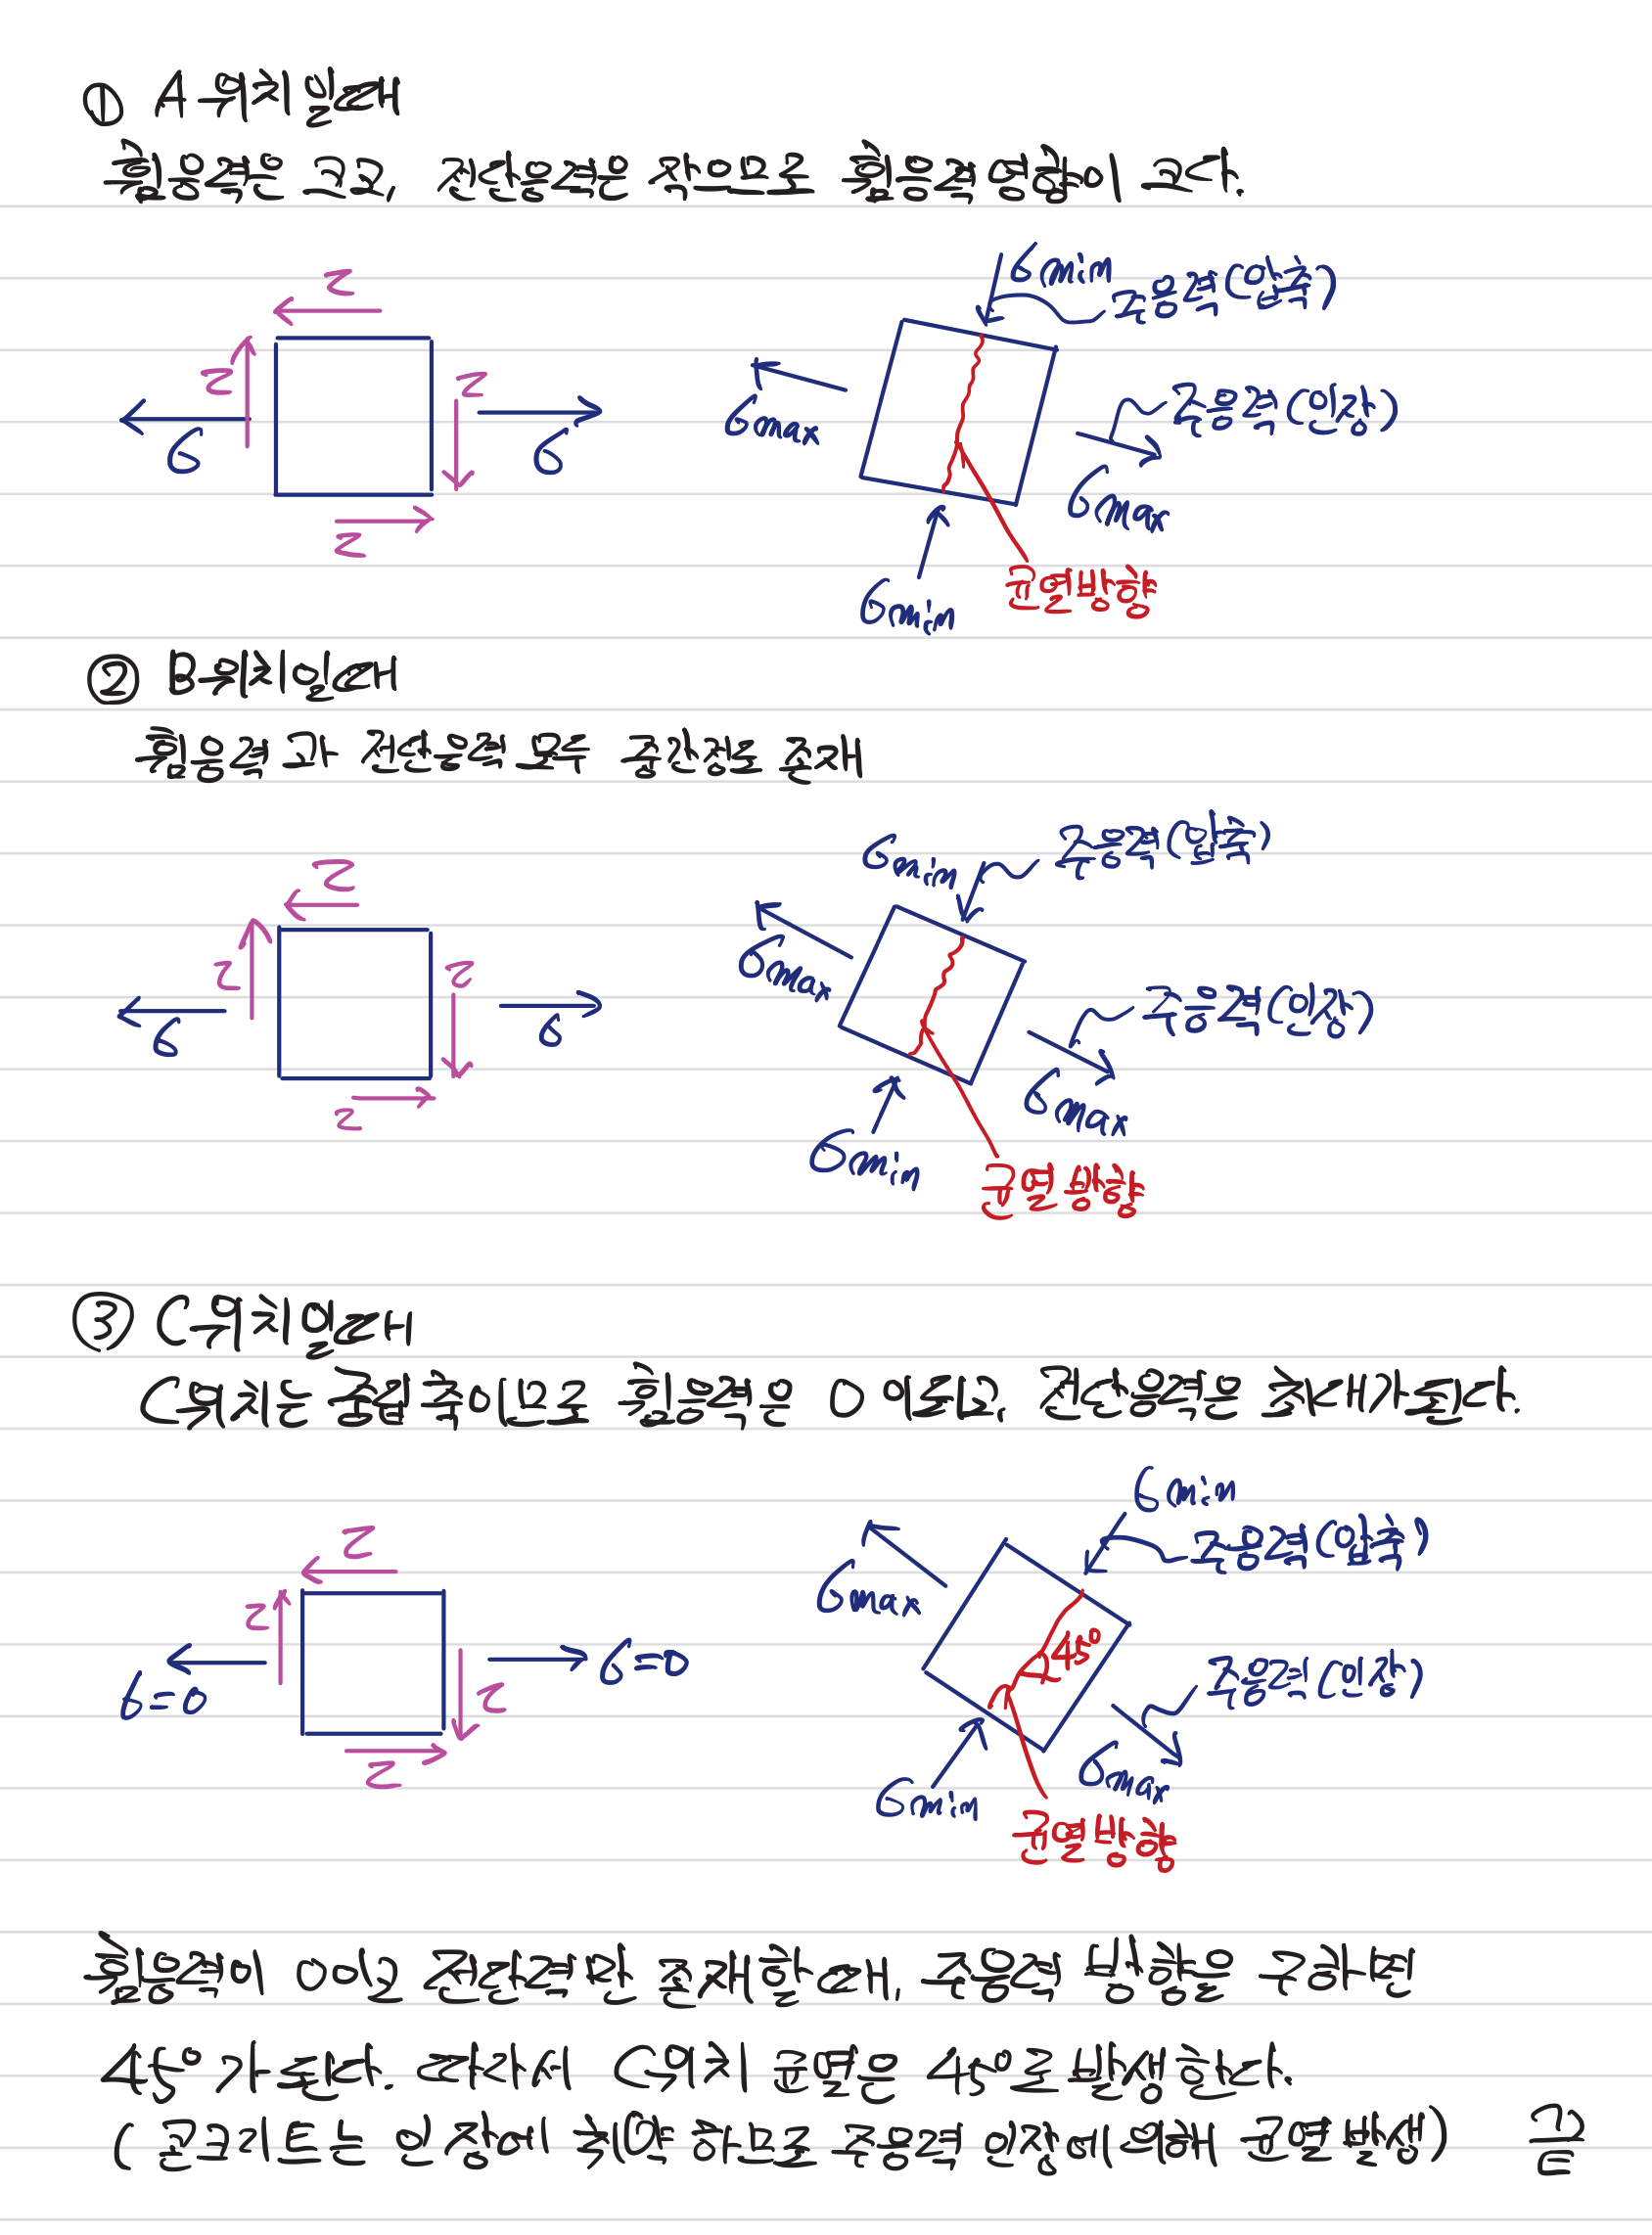 ① A위치일때
휨응력은 크고, 전단응력은 작으므로 휨응력영향이 크다.
τ
σmin
주응력(압축)
τ
τ
σ
σ
σmax
주응력(인장)
σmax
τ
σmin
균열방향
② B위치일때
휨응력과 전단응력 모두 중간정도 존재
τ
σmin
주응력(압축)
τ
τ
σ
σ
σmax
주응력(인장)
σmax
τ
σmin
균열방향
③ C위치일때
C위치는 중립축이므로 휨응력은 0이되고, 전단응력은 최대가된다.
τ
σmin
주응력(압축)
τ
τ
σ=0
σ=0
σmax
45°
주응력(인장)
σmax
τ
σmin
균열방향
휨응력이 0이고 전단응력만 존재할때, 주응력 방향을 구하면
45°가 된다. 따라서 C위치 균열은 45°로 발생한다.
(콘크리트는 인장에 취약하므로 주응력 인장에 의해 균열발생) 끝